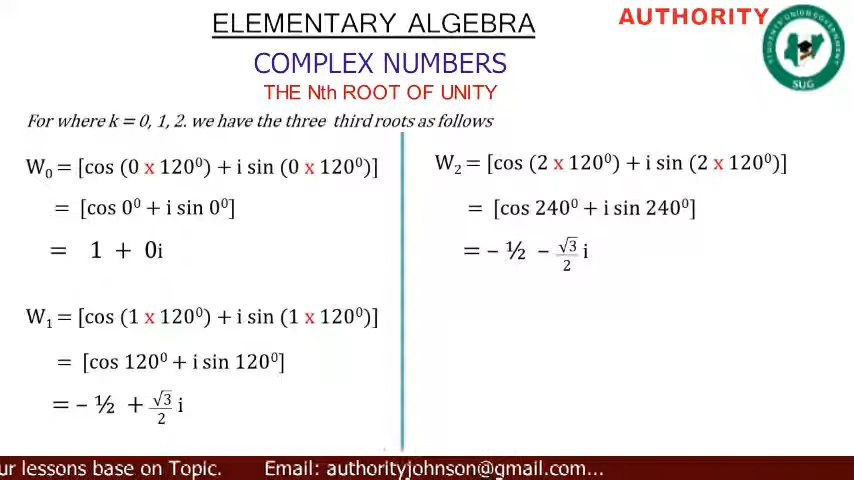 ELEMENTARY ALGEBRA
AUTHORITY
COMPLEX NUMBERS
THE Nth ROOT OF UNITY
STUDENTS' UNION GOVERNMENT
SUG
For where k = 0, 1, 2. we have the three third roots as follows
W₀ = [cos (0 x 120⁰) + i sin (0 x 120⁰)]
= [cos 0⁰ + i sin 0⁰]
= 1 + 0i
W₁ = [cos (1 x 120⁰) + i sin (1 x 120⁰)]
= [cos 120⁰ + i sin 120⁰]
= – ½ + √3/2 i
W₂ = [cos (2 x 120⁰) + i sin (2 x 120⁰)]
= [cos 240⁰ + i sin 240⁰]
= – ½ – √3/2 i
ur lessons base on Topic. Email: authorityjohnson@gmail.com...